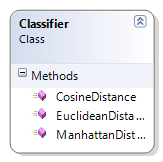 Classifier
Class
Methods
CosineDistance
EuclideanDista...
ManhattanDist...